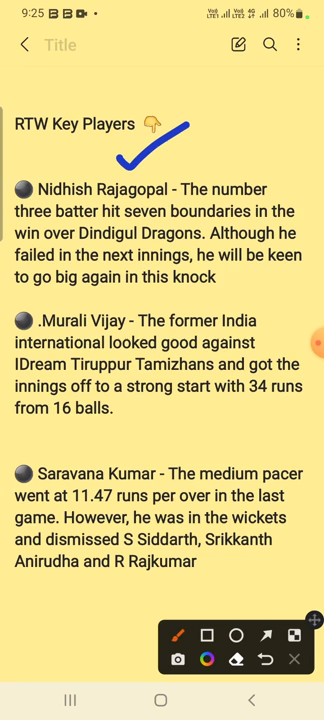 9:25
VoD LTE1 VoD LTE2 4G 80%
Title
RTW Key Players 👇
⚫ Nidhish Rajagopal - The number
three batter hit seven boundaries in the
win over Dindigul Dragons. Although he
failed in the next innings, he will be keen
to go big again in this knock
⚫ .Murali Vijay - The former India
international looked good against
IDream Tiruppur Tamizhans and got the
innings off to a strong start with 34 runs
from 16 balls.
⚫ Saravana Kumar - The medium pacer
went at 11.47 runs per over in the last
game. However, he was in the wickets
and dismissed S Siddarth, Srikkanth
Anirudha and R Rajkumar